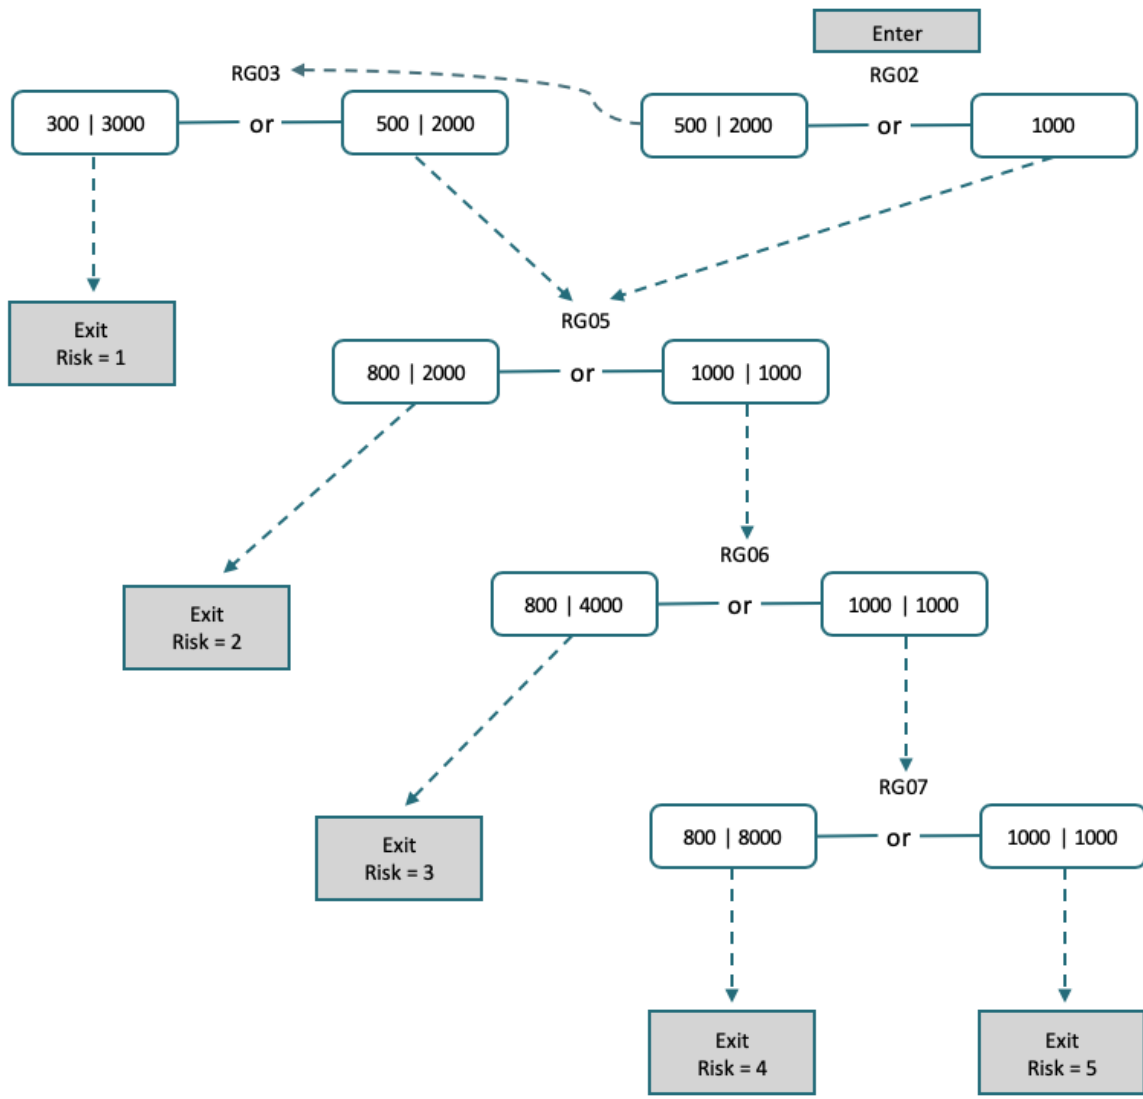 Enter
RG03
RG02
300 | 3000
or
500 | 2000
500 | 2000
or
1000
Exit
Risk = 1
RG05
800 | 2000
or
1000 | 1000
RG06
Exit
Risk = 2
800 | 4000
or
1000 | 1000
RG07
Exit
Risk = 3
800 | 8000
or
1000 | 1000
Exit
Risk = 4
Exit
Risk = 5